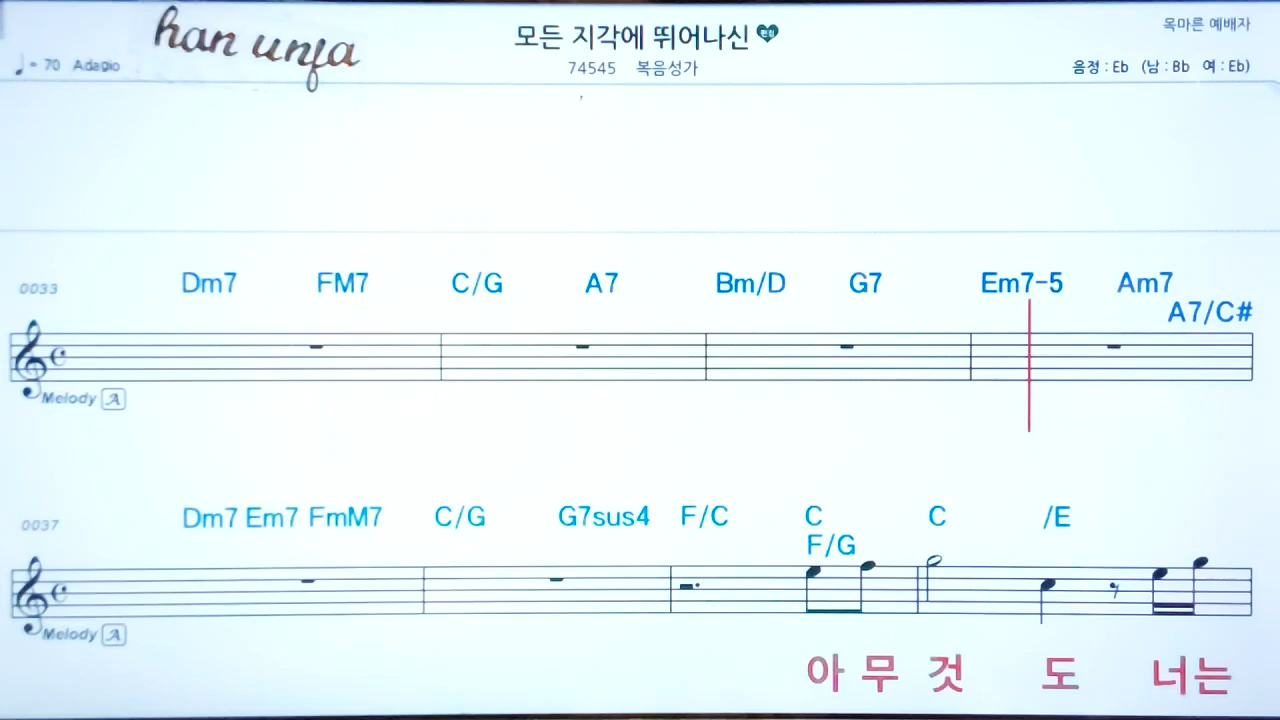 han unfa
모든 지각에 뛰어나신
옥마른 예배자
♩= 70 Adagio
74545 복음성가
음정 : Eb (남 : Bb 여 : Eb)
0033
Dm7 FM7 C/G A7 Bm/D G7 Em7-5 Am7
A7/C#
Melody A
0037
Dm7 Em7 FmM7 C/G G7sus4 F/C C C /E
F/G
Melody A
아 무 것 도 너는